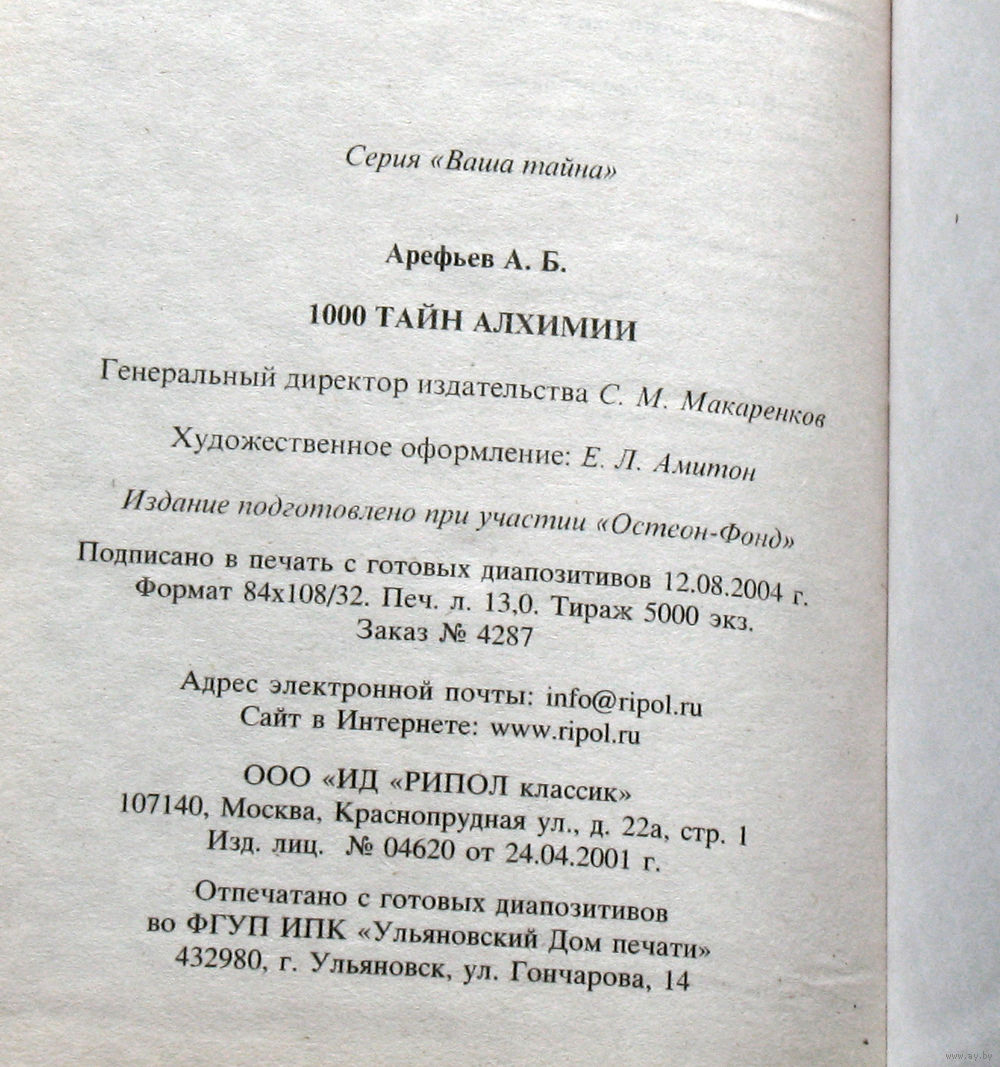 Серия «Ваша тайна»
Арефьев А. Б.
1000 ТАЙН АЛХИМИИ
Генеральный директор издательства С. М. Макаренков
Художественное оформление: Е. Л. Амитон
Издание подготовлено при участии «Остеон-Фонд»
Подписано в печать с готовых диапозитивов 12.08.2004 г.
Формат 84х108/32. Печ. л. 13,0. Тираж 5000 экз.
Заказ № 4287
Адрес электронной почты: info@ripol.ru
Сайт в Интернете: www.ripol.ru
ООО «ИД «РИПОЛ классик»
107140, Москва, Краснопрудная ул., д. 22а, стр. 1
Изд. лиц. № 04620 от 24.04.2001 г.
Отпечатано с готовых диапозитивов
во ФГУП ИПК «Ульяновский Дом печати»
432980, г. Ульяновск, ул. Гончарова, 14
www.ay.by